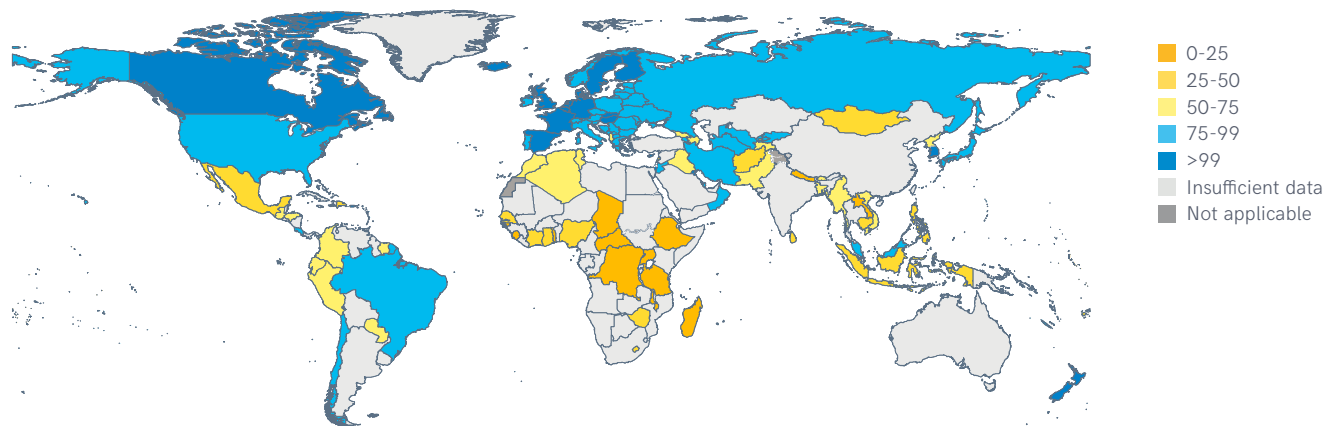 0-25
25-50
50-75
75-99
>99
Insufficient data
Not applicable